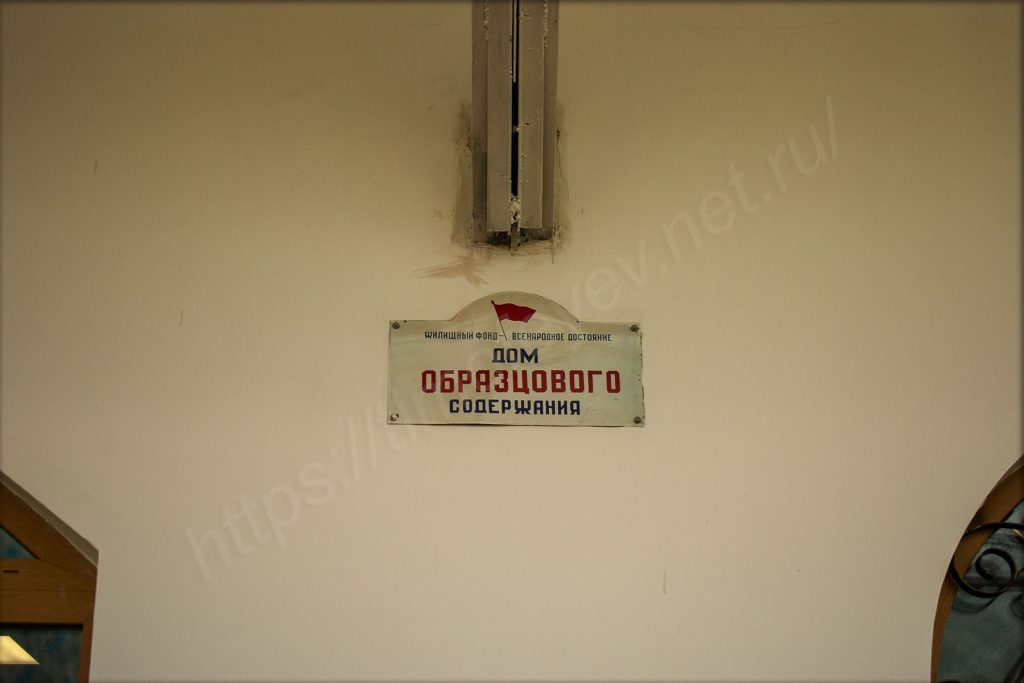 ЖИЛИЩНЫЙ ФОНД - ВСЕНАРОДНОЕ ДОСТОЯНИЕ
ДОМ
ОБРАЗЦОВОГО
СОДЕРЖАНИЯ